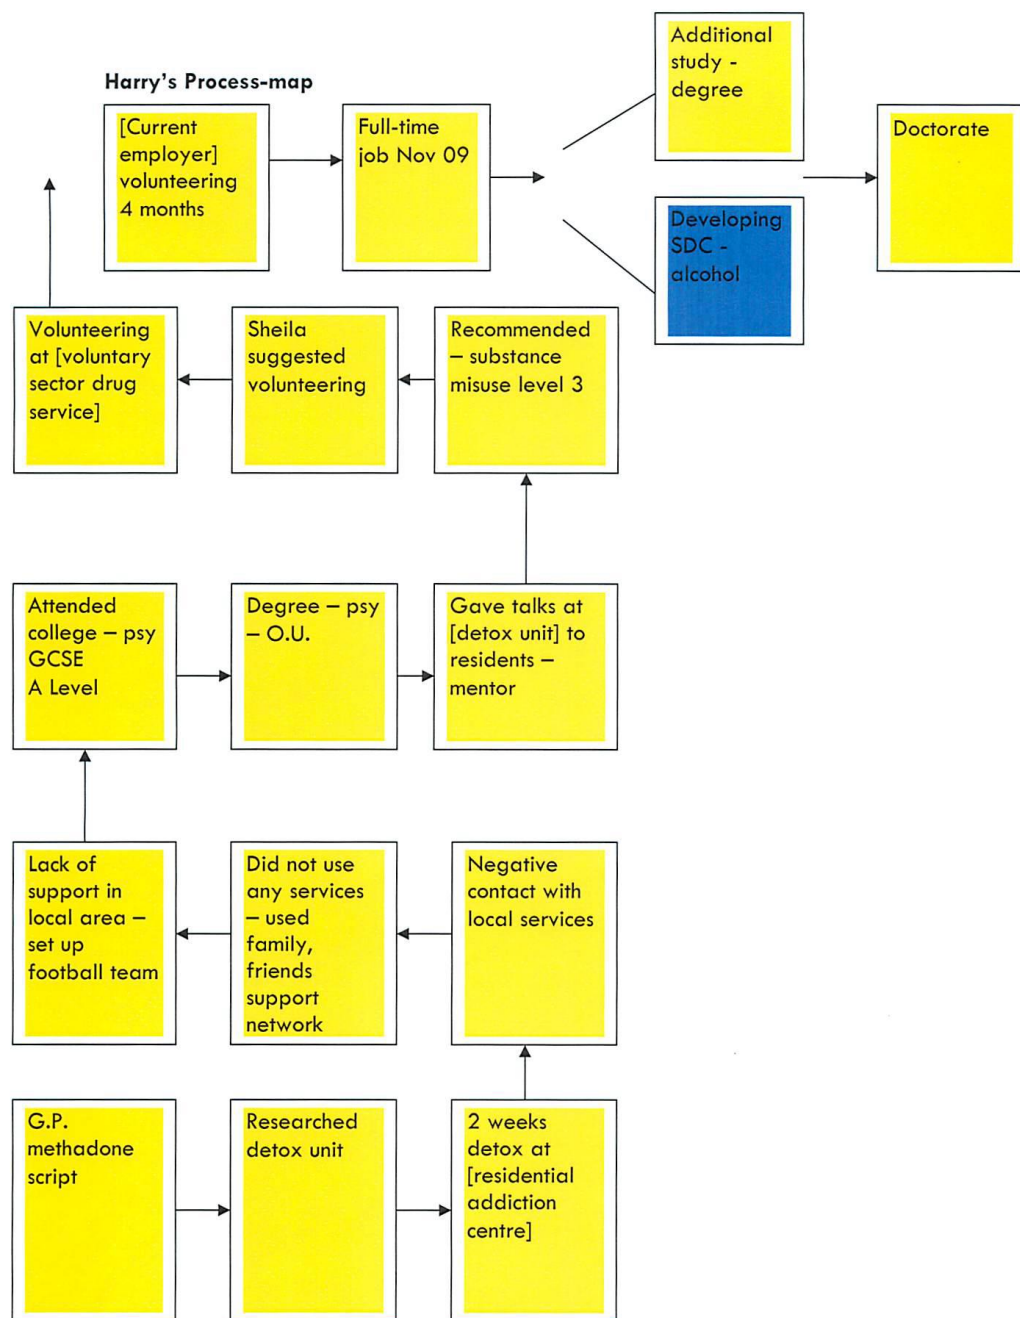 Harry's Process-map
[Current
employer]
volunteering
4 months
Full-time
job Nov 09
Additional
study -
degree
Developing
SDC -
alcohol
Doctorate
Volunteering
at [voluntary
sector drug
service]
Sheila
suggested
volunteering
Recommended
– substance
misuse level 3
Attended
college – psy
GCSE
A Level
Degree – psy
– O.U.
Gave talks at
[detox unit] to
residents –
mentor
Lack of
support in
local area –
set up
football team
Did not use
any services
– used
family,
friends
support
network
Negative
contact with
local services
G.P.
methadone
script
Researched
detox unit
2 weeks
detox at
[residential
addiction
centre]